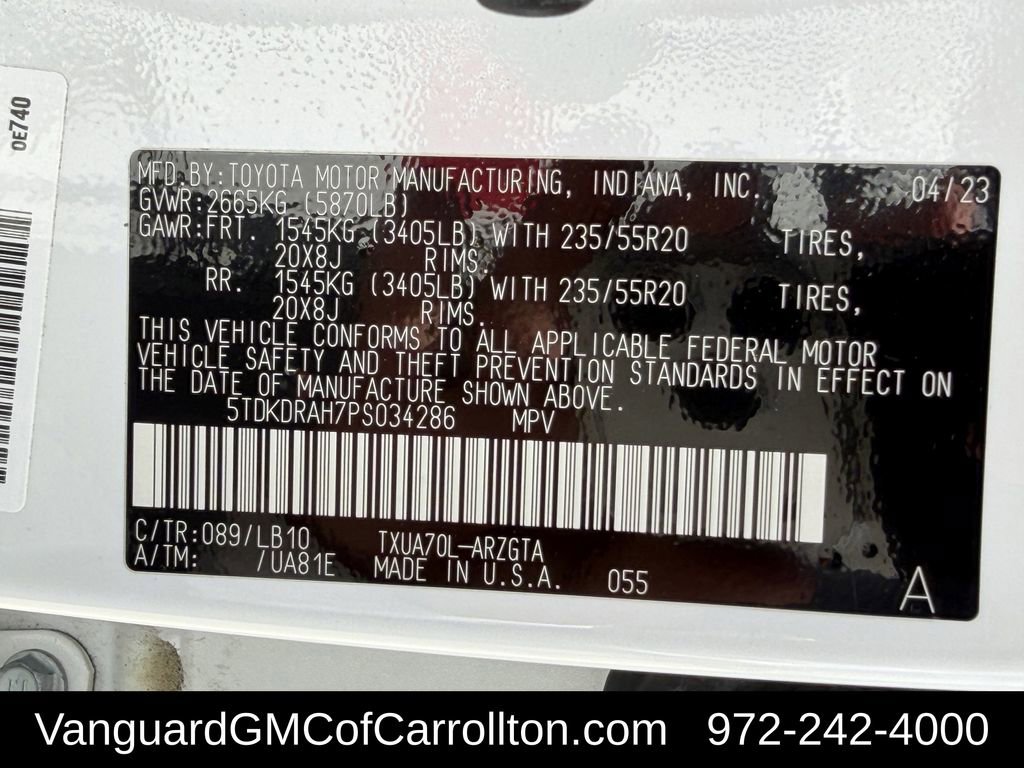 0E740
MFD BY:TOYOTA MOTOR MANUFACTURING, INDIANA, INC. 04/23
GVWR:2665KG (5870LB)
GAWR:FRT. 1545KG (3405LB) WITH 235/55R20 TIRES,
20X8J RIMS.
RR. 1545KG (3405LB) WITH 235/55R20 TIRES,
20X8J RIMS.
THIS VEHICLE CONFORMS TO ALL APPLICABLE FEDERAL MOTOR
VEHICLE SAFETY AND THEFT PREVENTION STANDARDS IN EFFECT ON
THE DATE OF MANUFACTURE SHOWN ABOVE.
5TDKDRAH7PS034286 MPV
C/TR:089/LB10 TXUA70L-ARZGTA
A/TM: /UA81E MADE IN U.S.A. 055
A
VanguardGMCofCarrollton.com 972-242-4000